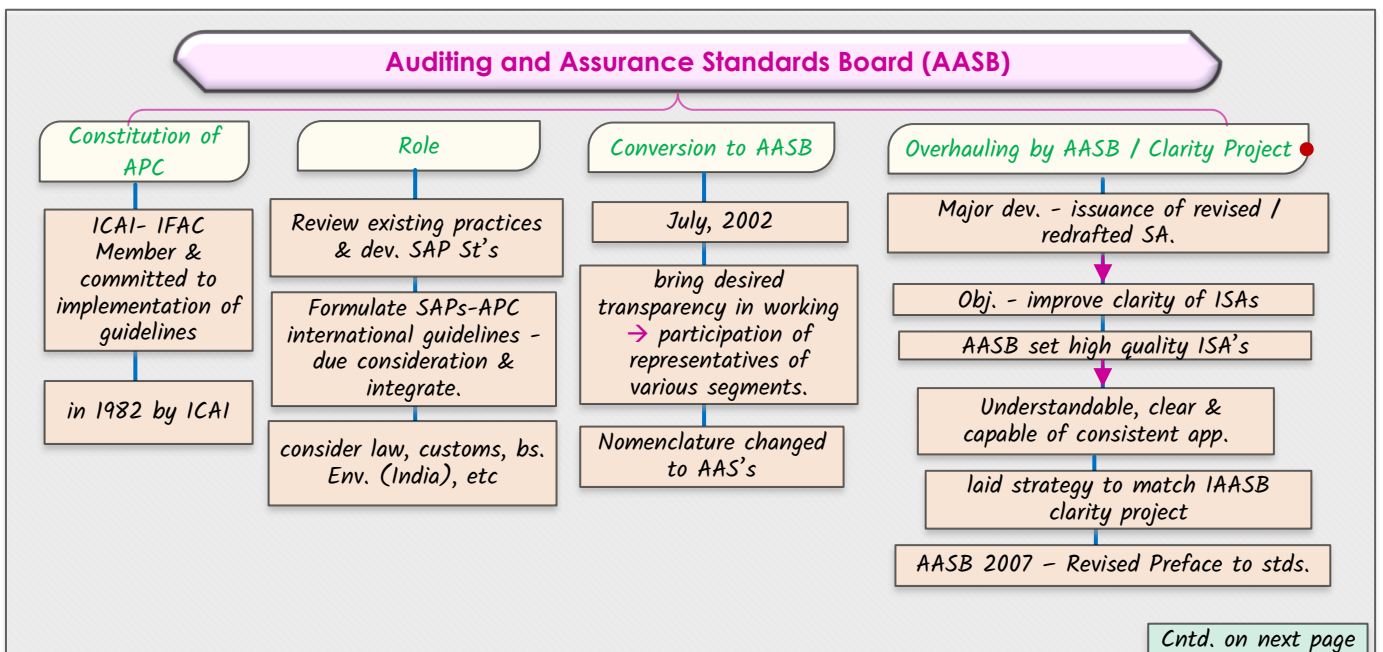 Auditing and Assurance Standards Board (AASB)
Constitution of
APC
ICAI- IFAC
Member &
committed to
implementation of
guidelines
in 1982 by ICAI
Role
Review existing practices
& dev. SAP St's
Formulate SAPs-APC
international guidelines -
due consideration &
integrate.
consider law, customs, bs.
Env. (India), etc
Conversion to AASB
July, 2002
bring desired
transparency in working
→ participation of
representatives of
various segments.
Nomenclature changed
to AAS's
Overhauling by AASB / Clarity Project
Major dev. - issuance of revised /
redrafted SA.
Obj. - improve clarity of ISAs
AASB set high quality ISA's
Understandable, clear &
capable of consistent app.
laid strategy to match IAASB
clarity project
AASB 2007 – Revised Preface to stds.
Cntd. on next page